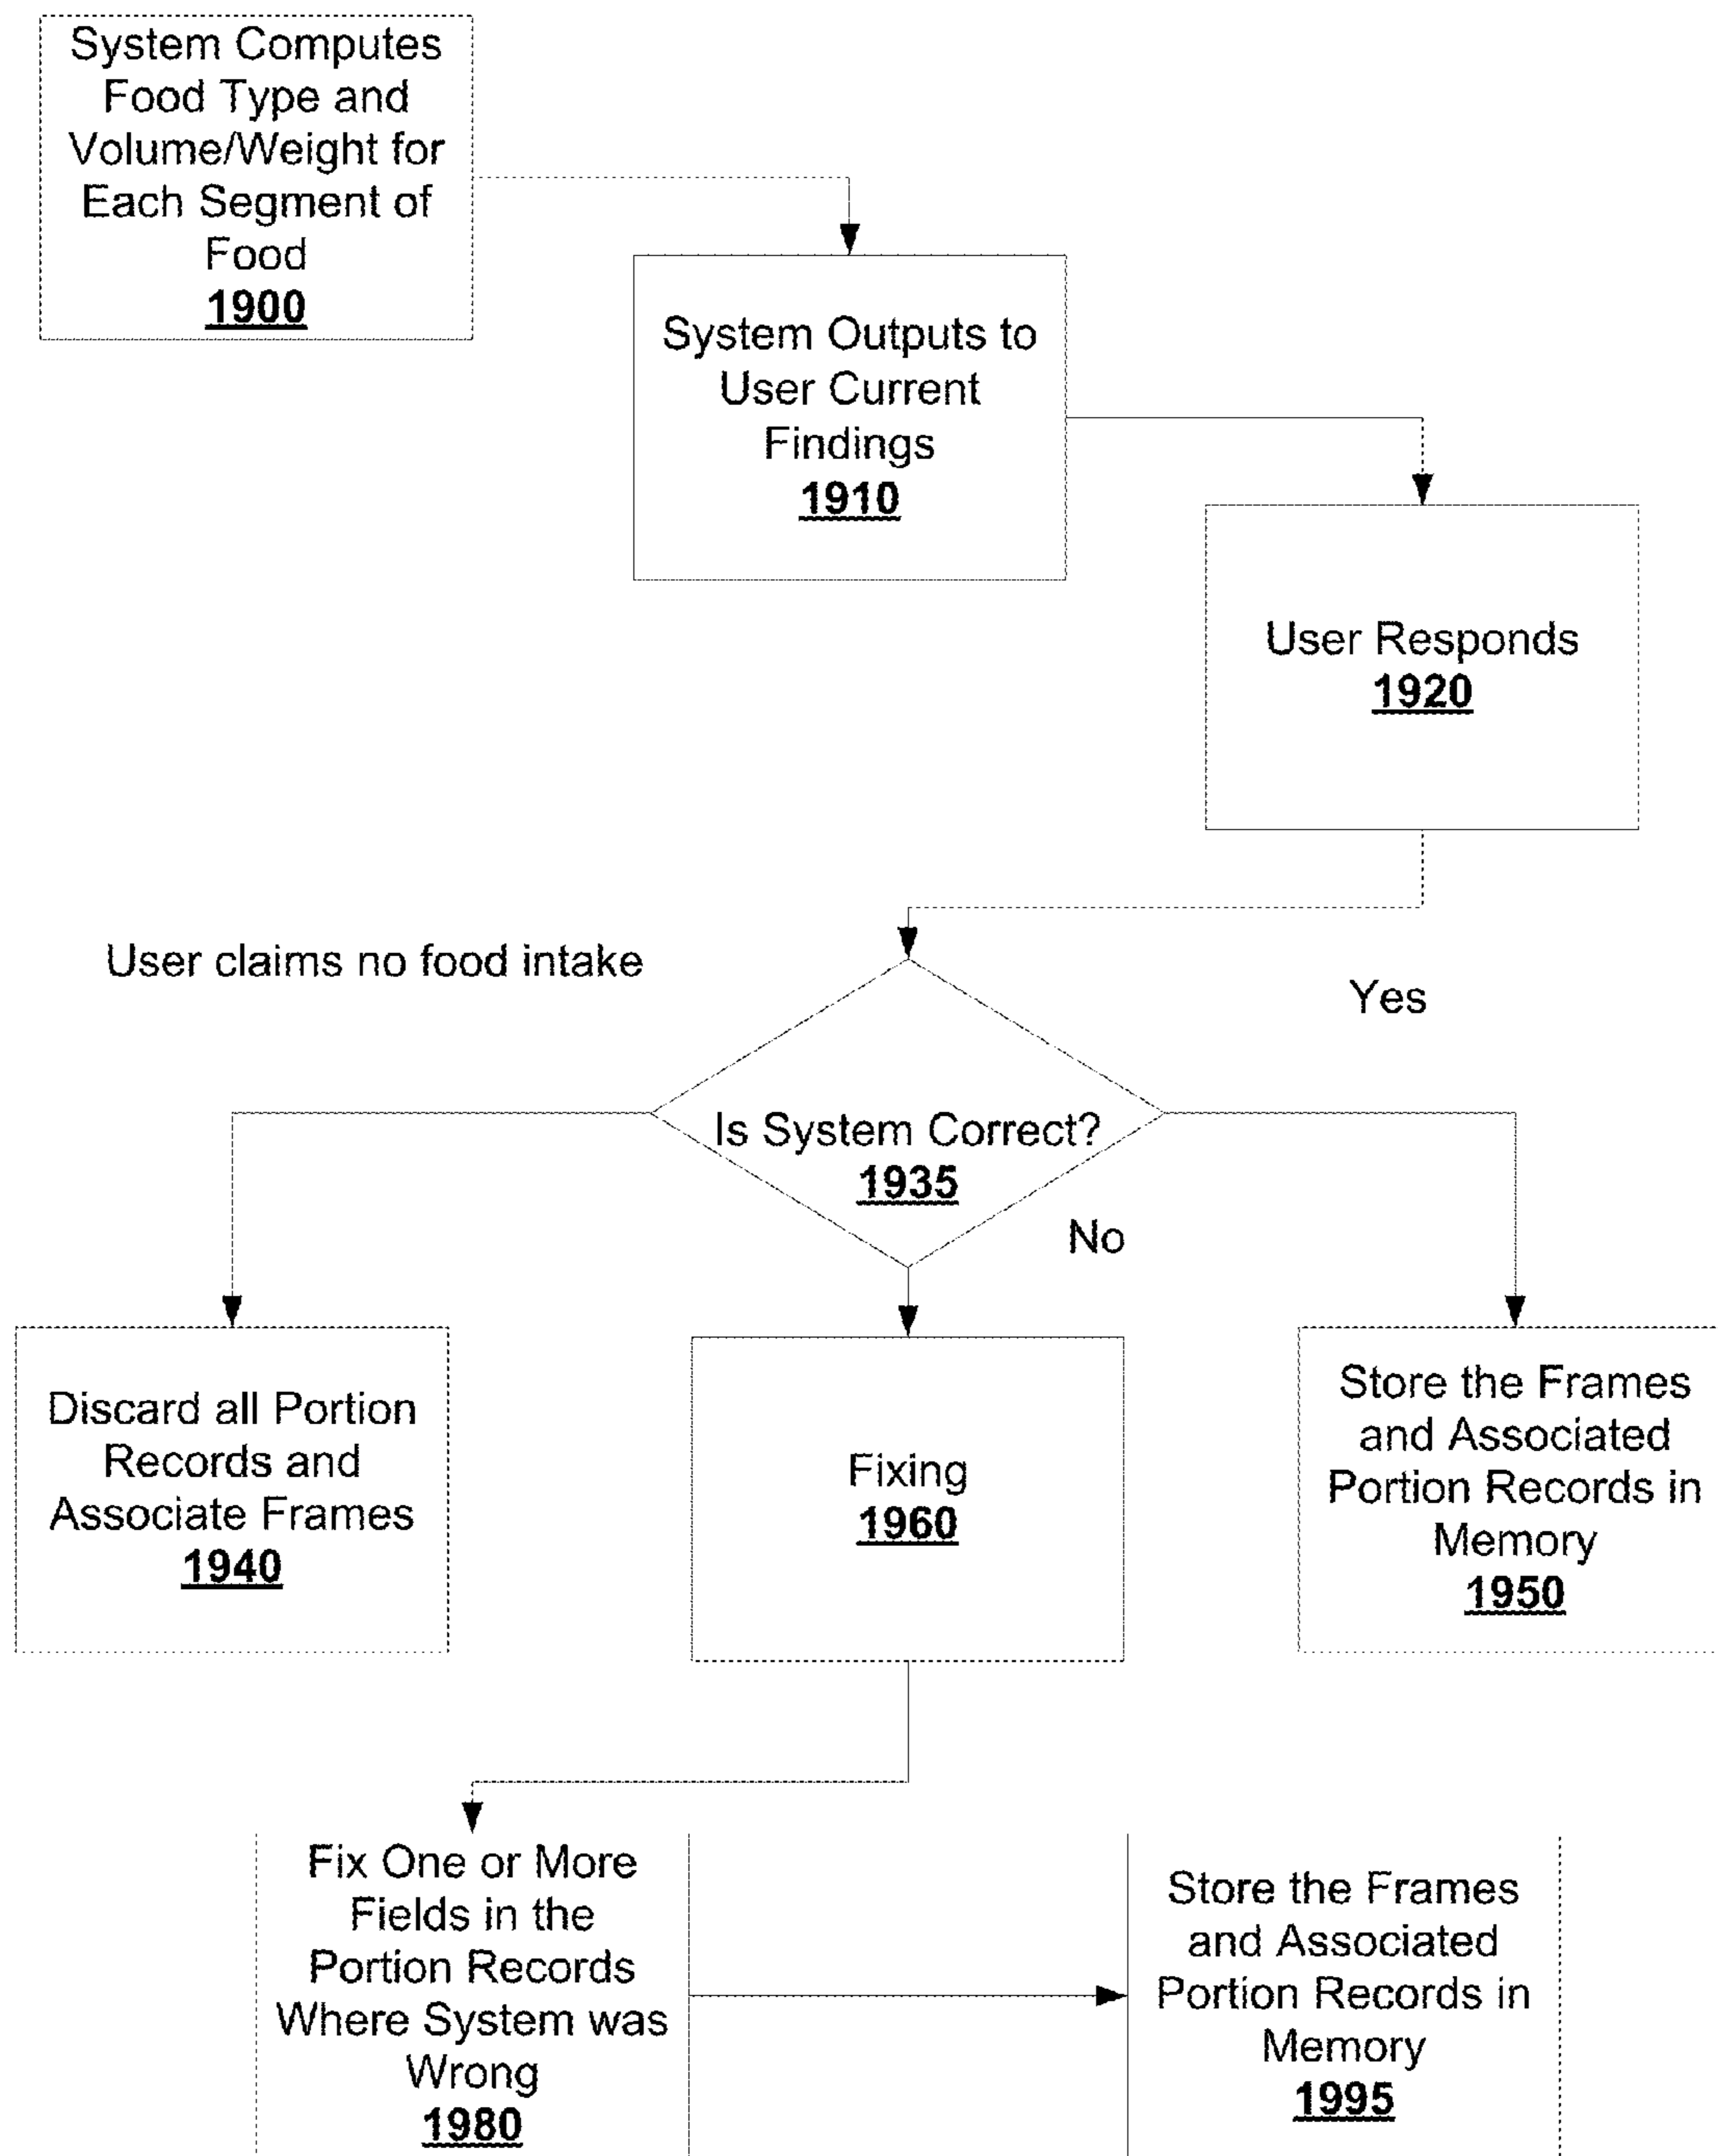 System Computes
Food Type and
Volume/Weight for
Each Segment of
Food
1900
System Outputs to
User Current
Findings
1910
User Responds
1920
User claims no food intake
Yes
Is System Correct?
1935
No
Discard all Portion
Records and
Associate Frames
1940
Fixing
1960
Store the Frames
and Associated
Portion Records in
Memory
1950
Fix One or More
Fields in the
Portion Records
Where System was
Wrong
1980
Store the Frames
and Associated
Portion Records in
Memory
1995